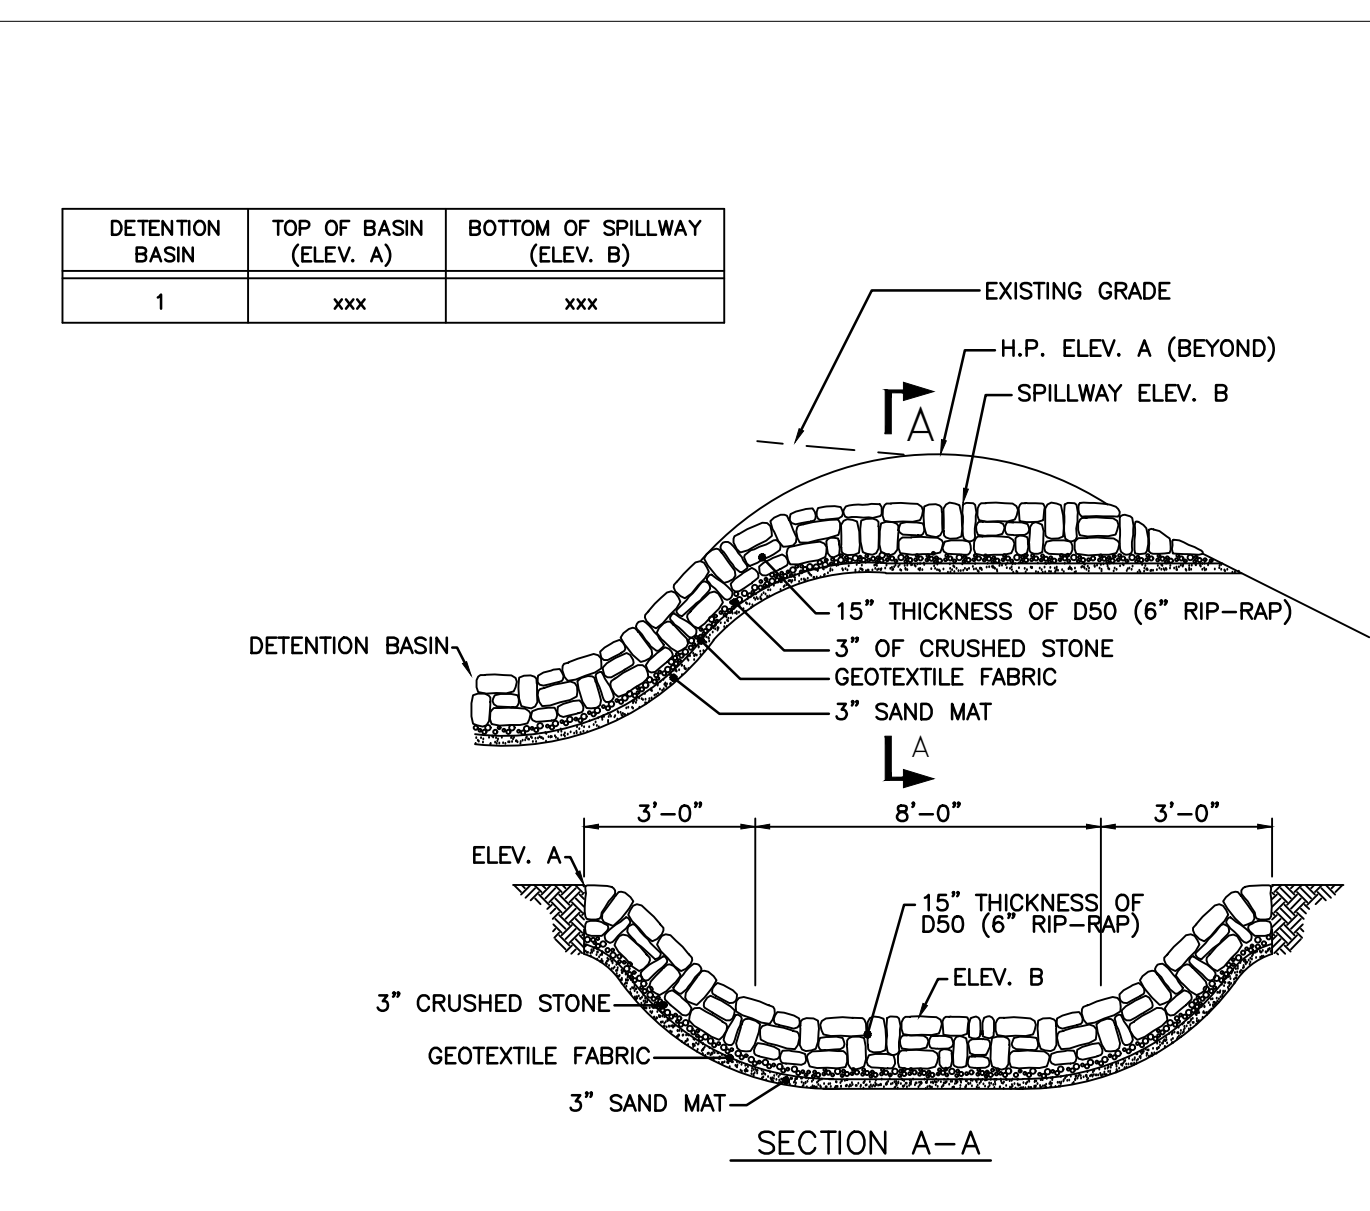 DETENTION BASIN
TOP OF BASIN (ELEV. A)
BOTTOM OF SPILLWAY (ELEV. B)
1
xxx
xxx
EXISTING GRADE
H.P. ELEV. A (BEYOND)
SPILLWAY ELEV. B
A
15” THICKNESS OF D50 (6” RIP-RAP)
3” OF CRUSHED STONE
GEOTEXTILE FABRIC
3” SAND MAT
DETENTION BASIN
A
3’-0”
8’-0”
3’-0”
ELEV. A
15” THICKNESS OF
D50 (6” RIP-RAP)
ELEV. B
3” CRUSHED STONE
GEOTEXTILE FABRIC
3” SAND MAT
SECTION A-A